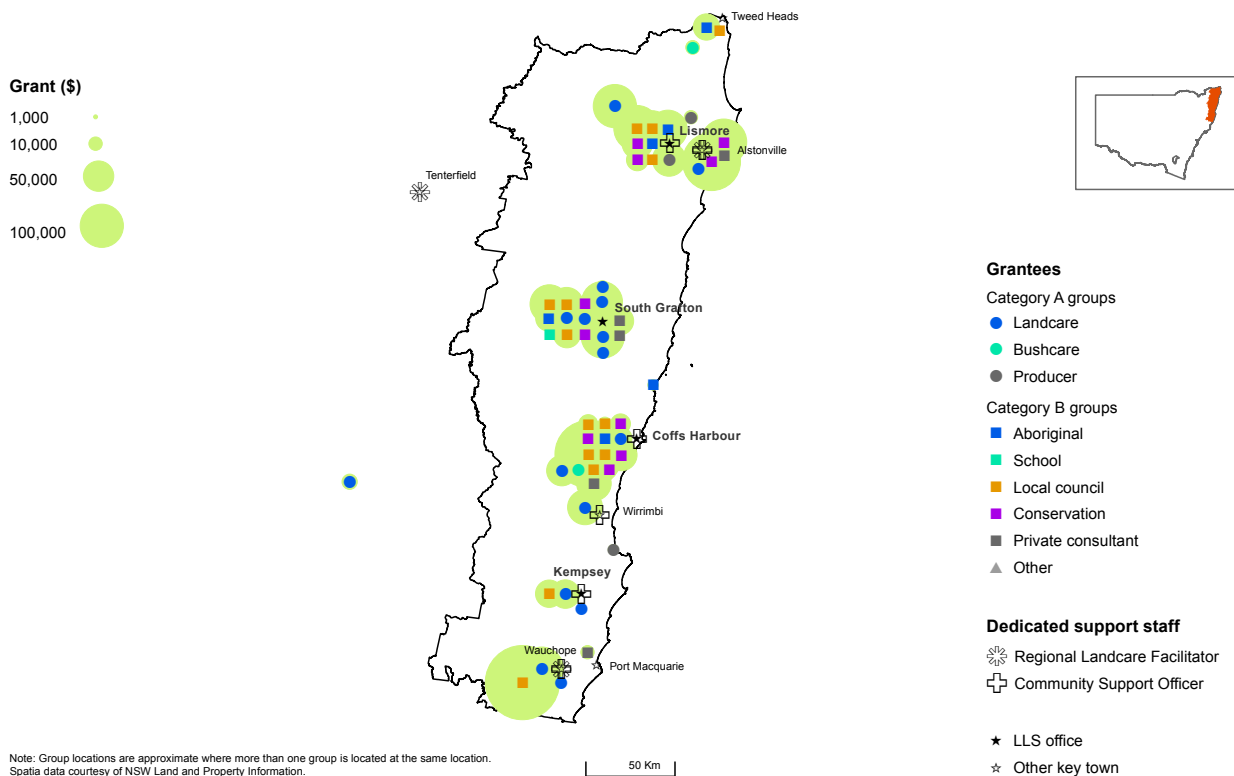 Tweed Heads
Grant ($)
1,000
10,000
50,000
100,000
Lismore
Alstonville
Tenterfield
South Grafton
Coffs Harbour
Wirrimbi
Kempsey
Wauchope
Port Macquarie
Grantees
Category A groups
Landcare
Bushcare
Producer
Category B groups
Aboriginal
School
Local council
Conservation
Private consultant
Other
Dedicated support staff
Regional Landcare Facilitator
Community Support Officer
LLS office
Other key town
Note: Group locations are approximate where more than one group is located at the same location.
Spatia data courtesy of NSW Land and Property Information.
50 Km